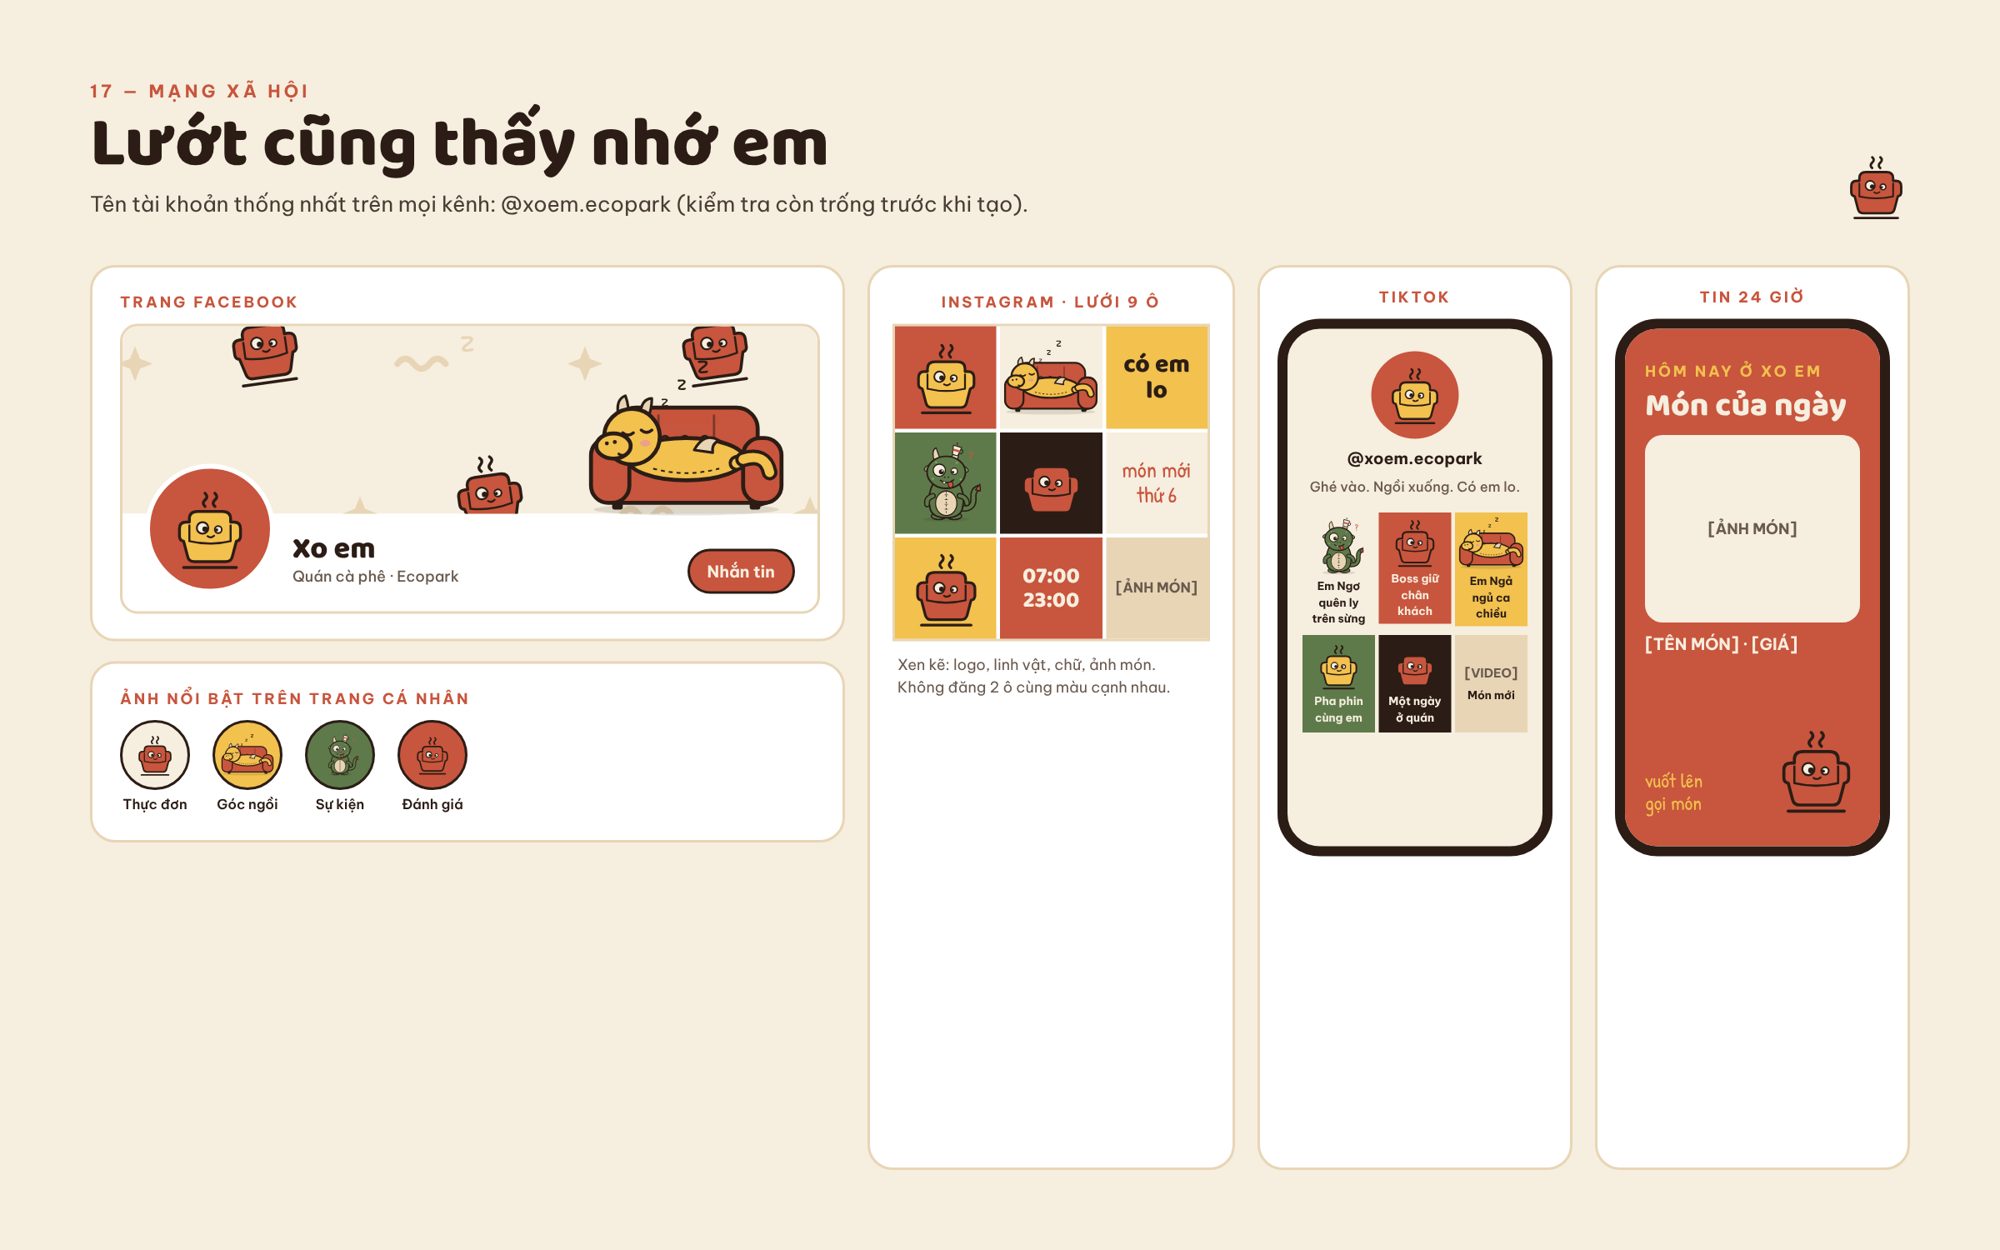 17 — MẠNG XÃ HỘI
Lướt cũng thấy nhớ em
Tên tài khoản thống nhất trên mọi kênh: @xoem.ecopark (kiểm tra còn trống trước khi tạo).
TRANG FACEBOOK
z
z
z
z
Xo em
Quán cà phê · Ecopark
Nhắn tin
ẢNH NỔI BẬT TRÊN TRANG CÁ NHÂN
Thực đơn
Góc ngồi
Sự kiện
Đánh giá
INSTAGRAM · LƯỚI 9 Ô
z
z
z
có em
lo
món mới
thứ 6
07:00
23:00
[ẢNH MÓN]
Xen kẽ: logo, linh vật, chữ, ảnh món.
Không đăng 2 ô cùng màu cạnh nhau.
TIKTOK
@xoem.ecopark
Ghé vào. Ngồi xuống. Có em lo.
Em Ngơ
quên ly
trên sừng
Boss giữ
chân
khách
Em Ngả
ngủ ca
chiều
Pha phin
cùng em
Một ngày
ở quán
[VIDEO]
Món mới
TIN 24 GIỜ
HÔM NAY Ở XO EM
Món của ngày
[ẢNH MÓN]
[TÊN MÓN] · [GIÁ]
vuốt lên
gọi món